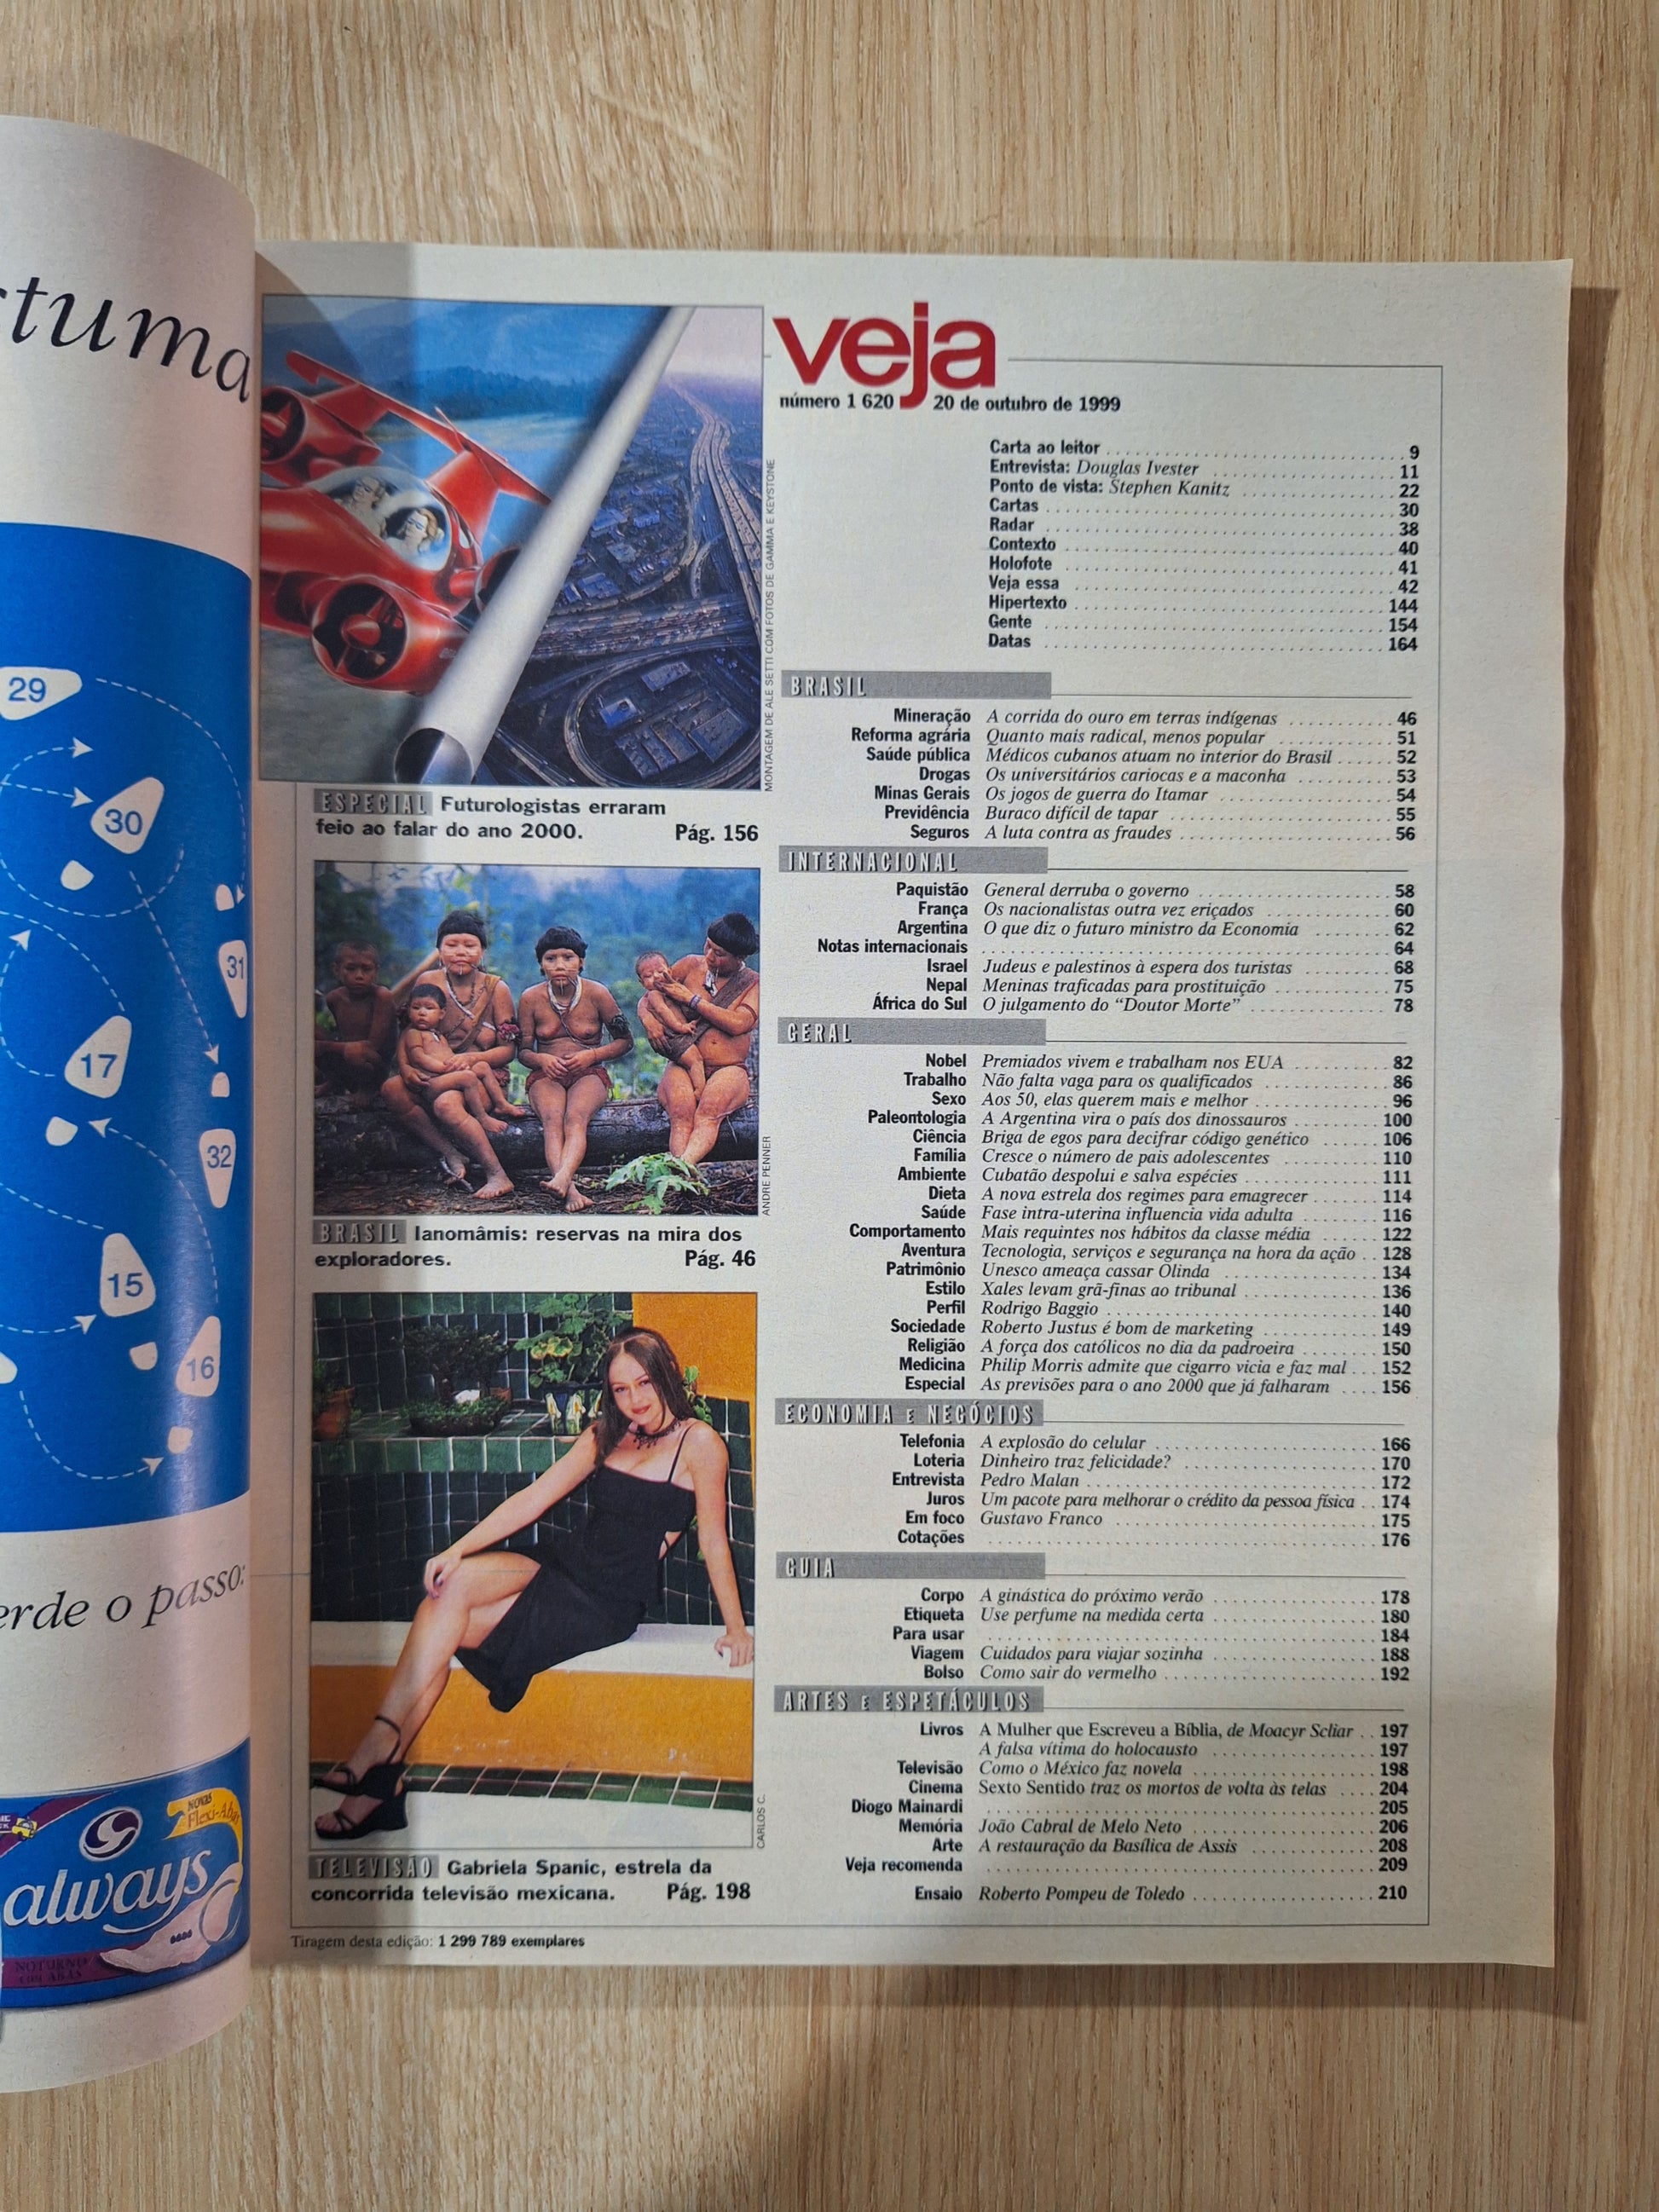 29
30
31
17
32
15
16
o passo:
NOVAS
always
NOTURNO
COM ABAS
MONTAGEM DE ALE SETTI COM FOTOS DE GAMMA E KEYSTONE
ESPECIAL Futurologistas erraram
feio ao falar do ano 2000. Pág. 156
ANDRE PENNER
BRASIL Ianomâmis: reservas na mira dos
exploradores. Pág. 46
CARLOS C.
TELEVISÃO Gabriela Spanic, estrela da
concorrida televisão mexicana. Pág. 198
Tiragem desta edição: 1 299 789 exemplares
veja
número 1 620 20 de outubro de 1999
Carta ao leitor 9
Entrevista: Douglas Ivester 11
Ponto de vista: Stephen Kanitz 22
Cartas 30
Radar 38
Contexto 40
Holofote 41
Veja essa 42
Hipertexto 144
Gente 154
Datas 164
BRASIL
Mineração A corrida do ouro em terras indígenas 46
Reforma agrária Quanto mais radical, menos popular 51
Saúde pública Médicos cubanos atuam no interior do Brasil 52
Drogas Os universitários cariocas e a maconha 53
Minas Gerais Os jogos de guerra do Itamar 54
Previdência Buraco difícil de tapar 55
Seguros A luta contra as fraudes 56
INTERNACIONAL
Paquistão General derruba o governo 58
França Os nacionalistas outra vez eriçados 60
Argentina O que diz o futuro ministro da Economia 62
Notas internacionais 64
Israel Judeus e palestinos à espera dos turistas 68
Nepal Meninas traficadas para prostituição 75
África do Sul O julgamento do “Doutor Morte” 78
GERAL
Nobel Premiados vivem e trabalham nos EUA 82
Trabalho Não falta vaga para os qualificados 86
Sexo Aos 50, elas querem mais e melhor 96
Paleontologia A Argentina vira o país dos dinossauros 100
Ciência Briga de egos para decifrar código genético 106
Família Cresce o número de pais adolescentes 110
Ambiente Cubatão despolui e salva espécies 111
Dieta A nova estrela dos regimes para emagrecer 114
Saúde Fase intra-uterina influencia vida adulta 116
Comportamento Mais requintes nos hábitos da classe média 122
Aventura Tecnologia, serviços e segurança na hora da ação 128
Patrimônio Unesco ameaça cassar Olinda 134
Estilo Xales levam grã-finas ao tribunal 136
Perfil Rodrigo Baggio 140
Sociedade Roberto Justus é bom de marketing 149
Religião A força dos católicos no dia da padroeira 150
Medicina Philip Morris admite que cigarro vicia e faz mal 152
Especial As previsões para o ano 2000 que já falharam 156
ECONOMIA E NEGÓCIOS
Telefonia A explosão do celular 166
Loteria Dinheiro traz felicidade? 170
Entrevista Pedro Malan 172
Juros Um pacote para melhorar o crédito da pessoa física 174
Em foco Gustavo Franco 175
Cotações 176
GUIA
Corpo A ginástica do próximo verão 178
Etiqueta Use perfume na medida certa 180
Para usar 184
Viagem Cuidados para viajar sozinha 188
Bolso Como sair do vermelho 192
ARTES E ESPETÁCULOS
Livros A Mulher que Escreveu a Bíblia, de Moacyr Scliar 197
A falsa vítima do holocausto 197
Televisão Como o México faz novela 198
Cinema Sexto Sentido traz os mortos de volta às telas 204
Diogo Mainardi 205
Memória João Cabral de Melo Neto 206
Arte A restauração da Basílica de Assis 208
Veja recomenda 209
Ensaio Roberto Pompeu de Toledo 210